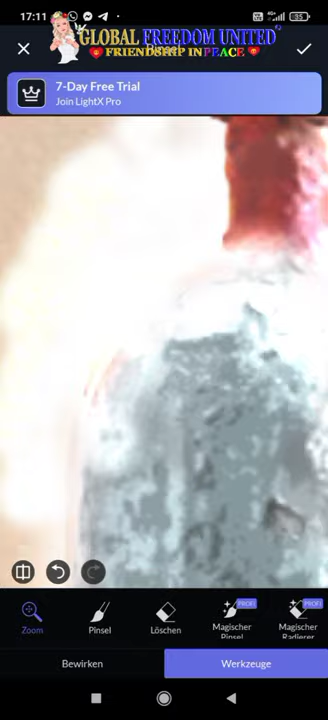 17:11
35
GLOBAL FREEDOM UNITED
FRIENDSHIP IN PEACE
7-Day Free Trial
Join LightX Pro
Zoom
Pinsel
Löschen
PROFI
Magischer
Pinsel
PROFI
Magischer
Radierer
Bewirken
Werkzeuge